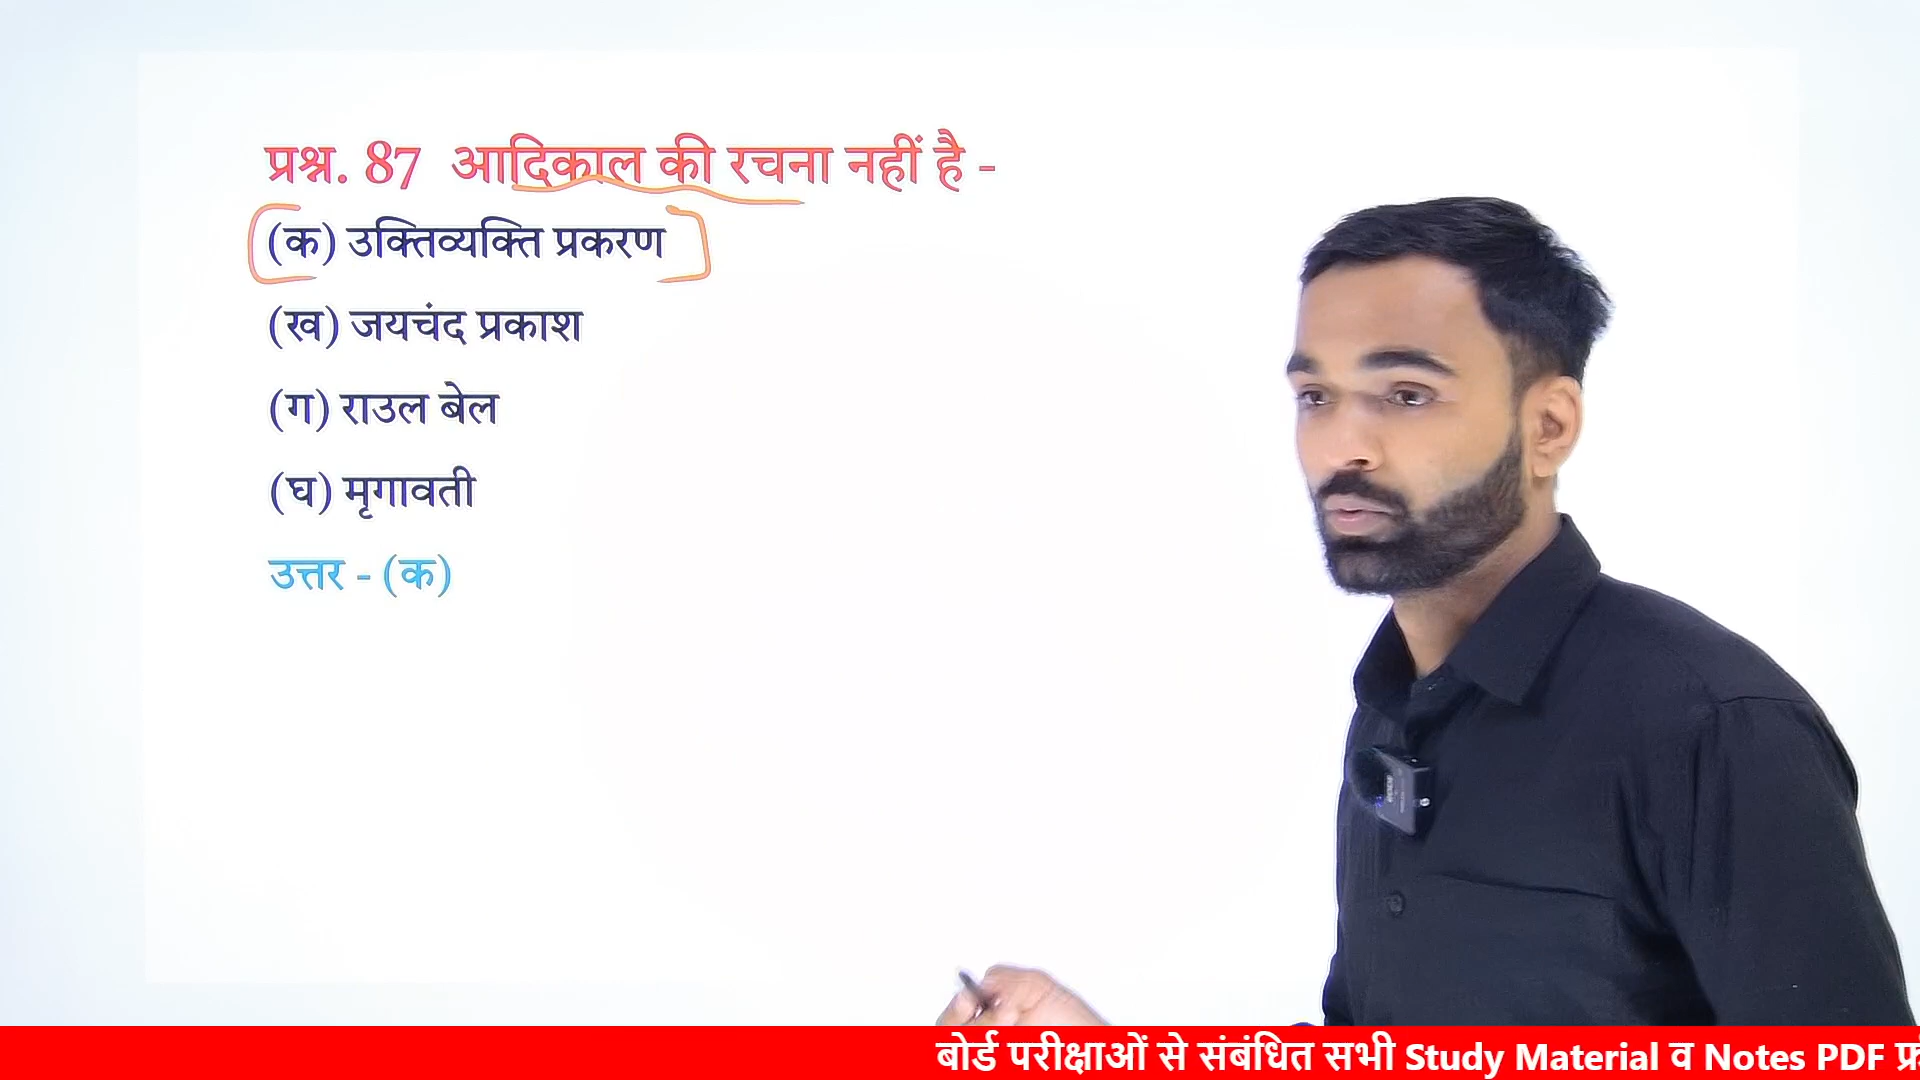 प्रश्न. 87 आदिकाल की रचना नहीं है -
(क) उक्तिव्यक्ति प्रकरण
(ख) जयचंद प्रकाश
(ग) राउल बेल
(घ) मृगावती
उत्तर - (क)
बोर्ड परीक्षाओं से संबंधित सभी Study Material व Notes PDF